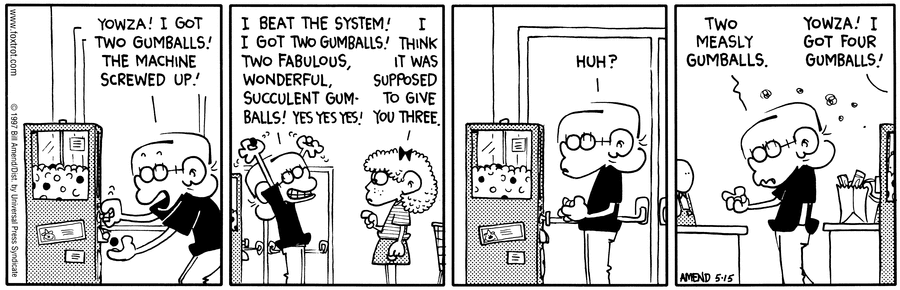 www.foxtrot.com
© 1997 Bill Amend/Dist. by Universal Press Syndicate
YOWZA! I GOT
TWO GUMBALLS!
THE MACHINE
SCREWED UP!
I BEAT THE SYSTEM!
I GOT TWO GUMBALLS!
TWO FABULOUS,
WONDERFUL,
SUCCULENT GUM-
BALLS! YES YES YES!
I
THINK
IT WAS
SUPPOSED
TO GIVE
YOU THREE.
HUH?
TWO
MEASLY
GUMBALLS.
YOWZA! I
GOT FOUR
GUMBALLS!
AMEND 5-15